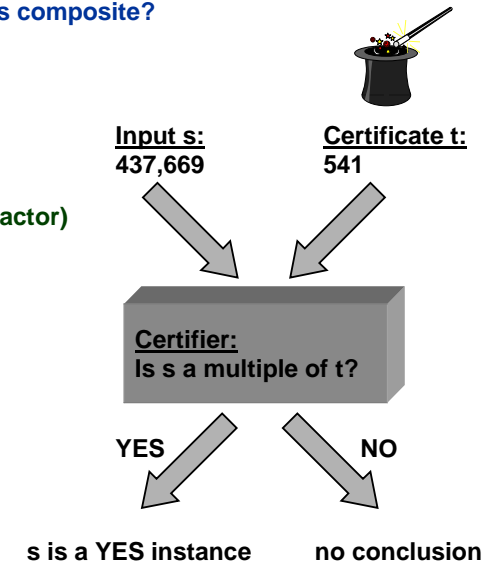 s composite?
Input s:
437,669
Certificate t:
541
actor)
Certifier:
Is s a multiple of t?
YES
NO
s is a YES instance
no conclusion